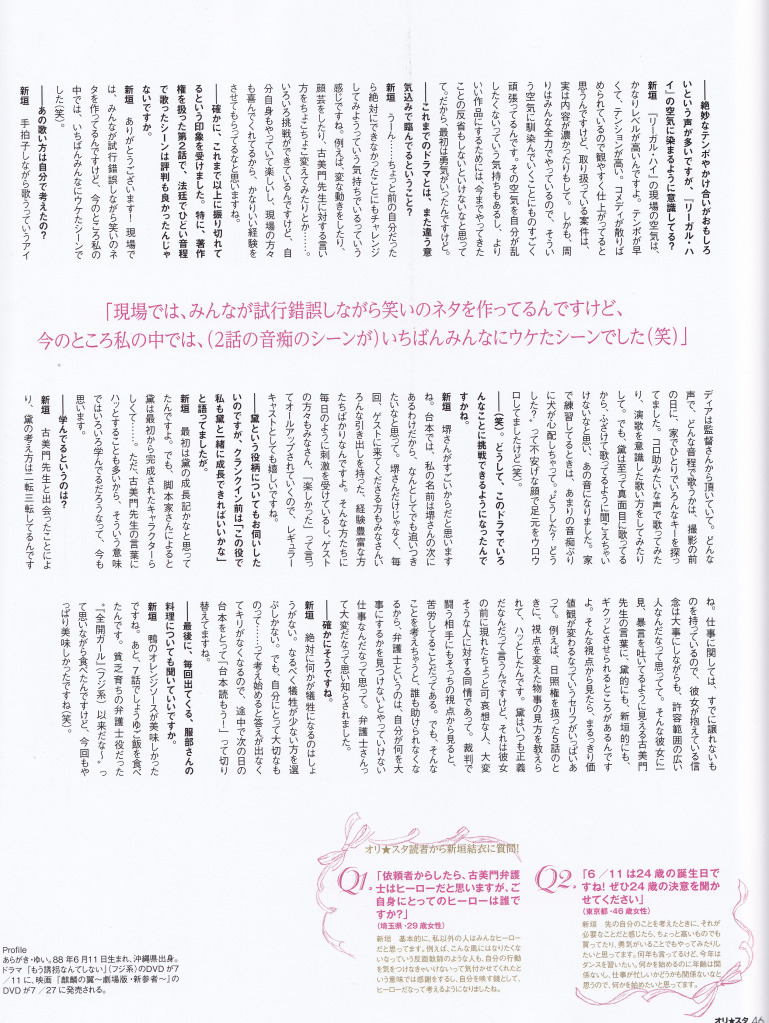 ――絶妙なテンポやかけ合いがおもしろ
いという声が多いですが、『リーガル・ハ
イ』の空気に染まるように意識してる?
新垣　『リーガル・ハイ』の現場の空気は、
かなりレベルが高いんですよ。テンポが早
くて、テンションが高い。コメディが散りば
められているので観やすく仕上がってると
思うんですけど、取り扱っている案件は、
実は内容が濃かったりもして。しかも、周
りはみんな全力でやっているので、そうい
う空気に馴染んでいくことにものすごく
頑張ってるんです。その空気を自分が乱
したくないっていう気持ちもあるし、より
いい作品にするためには、今までやってきた
ことの反省もしないといけないなと思って
て。だから、最初は勇気がいったんですけど。
――これまでのドラマとは、また違う意
気込みで臨んでるということ?
新垣　うーん……ちょっと前の自分だった
ら絶対にできなかったことにもチャレンジ
してみようっていう気持ちでいるっていう
感じですね。例えば、変な動きをしたり、
顔芸をしたり、古美門先生に対する言い
方をちょこちょこ変えてみたりとか……。
いろいろ挑戦ができているんですけど、自
分自身もやっていて楽しいし、現場の方々
も喜んでくれてるから、かなりいい経験を
させてもらってるなと思いますね。
――確かに、これまで以上に振り切れて
るという印象を受けました。特に、著作
権を扱った第2話で、法廷でひどい音程
で歌ったシーンは評判も良かったんじゃ
ないですか。
新垣　ありがとうございます!　現場で
は、みんなが試行錯誤しながら笑いのネ
タを作ってるんですけど、今のところ私の
中では、いちばんみんなにウケたシーンで
した(笑)。
――あの歌い方は自分で考えたの?
新垣　手拍子しながら歌うっていうアイ
「現場では、みんなが試行錯誤しながら笑いのネタを作ってるんですけど、
今のところ私の中では、(2話の音痴のシーンが)いちばんみんなにウケたシーンでした(笑)」
ディアは監督さんから頂いていて。どんな
声で、どんな音程で歌うかは、撮影の前
の日に、家でひとりでいろんなキーを探っ
てました。コロ助みたいな声で歌ってみた
り、演歌を意識した歌い方をしてみたり
して。でも、黛は至って真面目に歌ってる
から、ふざけて歌ってるように聞こえちゃい
けないなと思い、あの音になりました。家
で練習してるときは、あまりの音痴ぶり
に犬が心配しちゃって。“どうした? どう
した?”って不安げな顔で足元をウロウ
ロしてましたけど(笑)。
――(笑)。どうして、このドラマでいろ
んなことに挑戦できるようになったんで
すかね。
新垣　堺さんがすごいからだと思います
ね。台本では、私の名前は堺さんの次に
あるわけだから、なんとしてでも追いつき
たいなと思って。堺さんだけじゃなく、毎
回、ゲストに来てくださる方もみなさんい
ろんな引き出しを持った、経験豊富な方
たちばかりなんですよ。そんな方たちに
毎日のように刺激を受けているし、ゲスト
の方々もみなさん、「楽しかった」って言っ
てオールアップされていくので、レギュラー
キャストとしても嬉しいですね。
――黛という役柄についてもお伺いした
いのですが、クランクイン前は「この役で
私も黛と一緒に成長できればいいかな」
と語ってましたが。
新垣　最初は黛の成長記かなと思って
たんですよ。でも、脚本家さんによると
黛は最初から完成されたキャラクターら
しくて……。ただ、古美門先生の言葉に
ハッとすることも多いから、そういう意味
ではいろいろ学んでるだろうなって、今も
思います。
――学んでるというのは?
新垣　古美門先生と出会ったことによ
り、黛の考え方は二転三転してるんです
ね。仕事に関しては、すでに譲れないも
のを持っているので、彼女が抱えている信
念は大事にしながらも、許容範囲の広い
人なんだなって思ってて。そんな彼女に一
見、暴言を吐いてるように見える古美門
先生の言葉に、黛的にも、新垣的にも、
ギクッとさせられるところがあるんです
よ。そんな視点から見たら、まるっきり価
値観が変わるなっていうセリフがいっぱいあ
って。例えば、日照権を扱った5話のと
きに、視点を変えた物事の見方を教えら
れて、ハッとしたんです。黛はいつも正義
だなんだって言うんですけど、それは彼女
の前に現れたちょっと可哀想な人、大変
そうな人に対する同情であって。裁判で
闘う相手にもそっちの視点から見ると、
苦労してることだってある。でも、そんな
ことを考えちゃうと、誰も助けられなくな
るから、弁護士というのは、自分が何を大
事にするかを見つけないとやっていけない
仕事なんだなって思って。弁護士さんっ
て大変だなって思い知らされました。
――確かにそうですね。
新垣　絶対に何かが犠牲になるのはしょ
うがない。なるべく犠牲が少ない方を選
ぶしかない。でも、自分にとって大切なも
のって……って考え始めると答えが出なく
てキリがなくなるので、途中で次の日の
台本をとって「台本読もうー」って切り
替えてますね。
――最後に、毎回出てくる、服部さんの
料理についても聞いていいですか。
新垣　鴨のオレンジソースが美味しかった
ですね。あと、7話でしょうゆご飯を食べ
たんです。貧乏育ちの弁護士役だった
“『全開ガール』(フジ系)以来だな～”っ
て思いながら食べたんですけど、今回もや
っぱり美味しかったですね(笑)。
オリ★スタ読者から新垣結衣に質問!
Q1.
「依頼者からしたら、古美門弁護
士はヒーローだと思いますが、ご
自身にとってのヒーローは誰で
すか?」
(埼玉県・29歳女性)
新垣　基本的に、私以外の人はみんなヒーロー
だと思ってます。例えば、こんな風にはなりたくな
いなっていう反面教師のような人も、自分の行動
を気をつけなきゃいけないって気付かせてくれたと
いう意味では感謝するし、自分を映す鏡として、
ヒーローだなって考えるようになりましたね。
Q2.
「6/11は24歳の誕生日で
すね! ぜひ24歳の決意を聞か
せてください」
(東京都・46歳女性)
新垣　先の自分のことを考えたときに、それが
必要なことだと感じたら、ちょっと高いものでも
買ってたり、勇気がいることでもやってみたりし
たいと思ってます。何年も言ってるけど、今年は
ダンスを習いたい。何かを始めるのに年齢は関
係ないし、仕事が忙しいかどうかも関係ないなと
思うので、何かを始めたいと思ってます。
Profile
あらがき・ゆい。88年6月11日生まれ、沖縄県出身。
ドラマ『もう誘拐なんてしない』(フジ系)のDVDが7
/11に、映画『麒麟の翼～劇場版・新参者～』の
DVDが7/27に発売される。
オリ★スタ 46